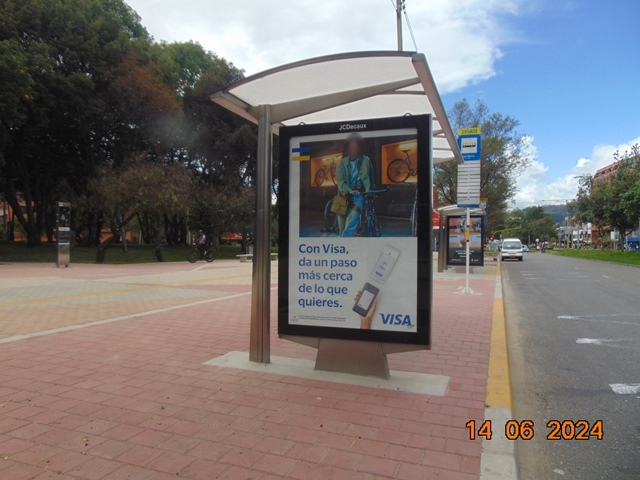 JCDecaux
Con Visa,
da un paso
más cerca
de lo que
quieres.
VISA
14 06 2024